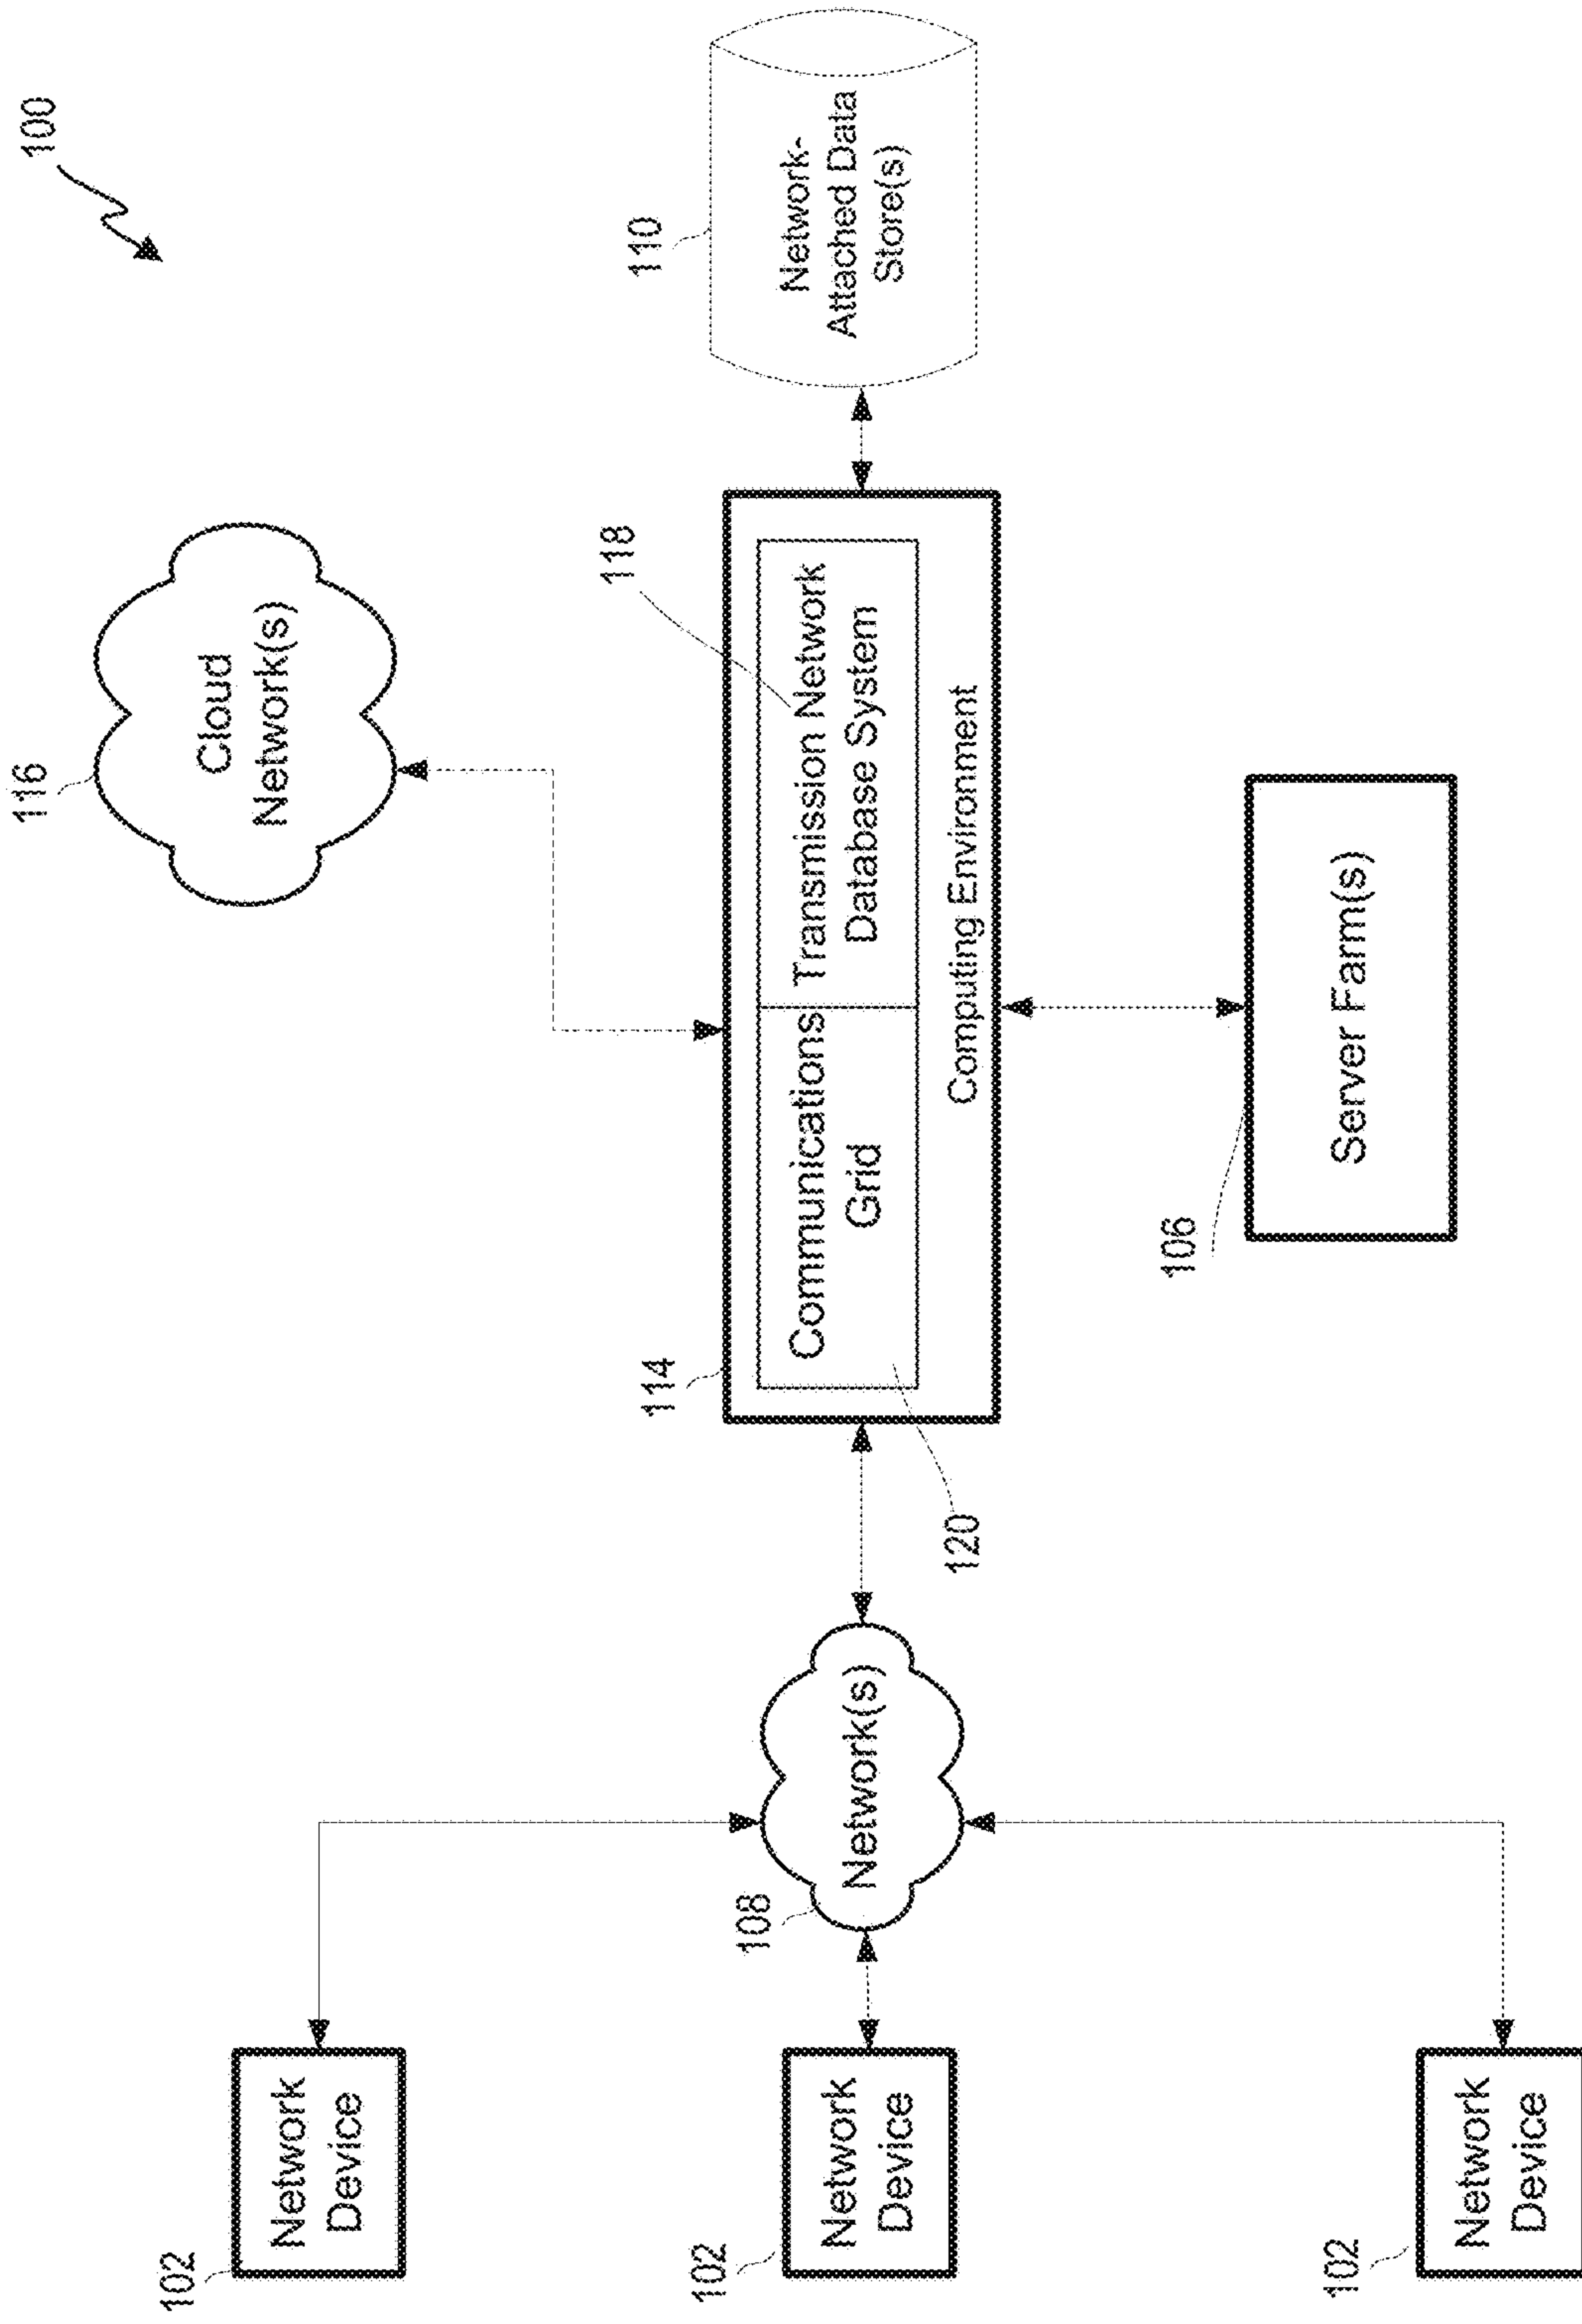 100
116
Cloud
Network(s)
102
Network
Device
110
Network-
Attached Data
Store(s)
118
114
Communications
Grid
Transmission Network
Database System
Computing Environment
108
Network(s)
120
102
Network
Device
106
Server Farm(s)
102
Network
Device